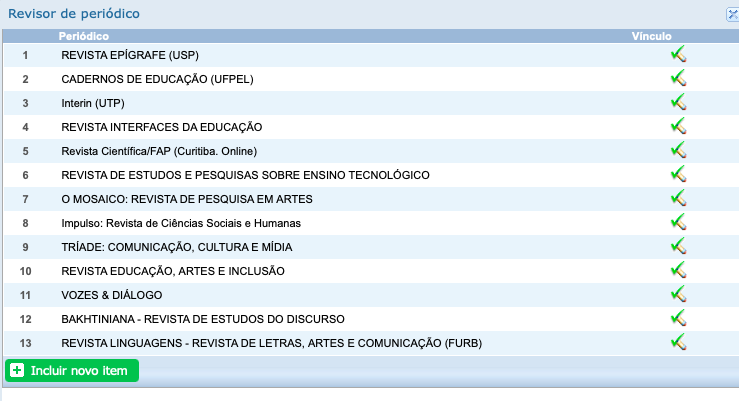 Revisor de periódico
Periódico Vínculo
1 REVISTA EPÍGRAFE (USP)
2 CADERNOS DE EDUCAÇÃO (UFPEL)
3 Interin (UTP)
4 REVISTA INTERFACES DA EDUCAÇÃO
5 Revista Científica/FAP (Curitiba. Online)
6 REVISTA DE ESTUDOS E PESQUISAS SOBRE ENSINO TECNOLÓGICO
7 O MOSAICO: REVISTA DE PESQUISA EM ARTES
8 Impulso: Revista de Ciências Sociais e Humanas
9 TRÍADE: COMUNICAÇÃO, CULTURA E MÍDIA
10 REVISTA EDUCAÇÃO, ARTES E INCLUSÃO
11 VOZES & DIÁLOGO
12 BAKHTINIANA - REVISTA DE ESTUDOS DO DISCURSO
13 REVISTA LINGUAGENS - REVISTA DE LETRAS, ARTES E COMUNICAÇÃO (FURB)
Incluir novo item